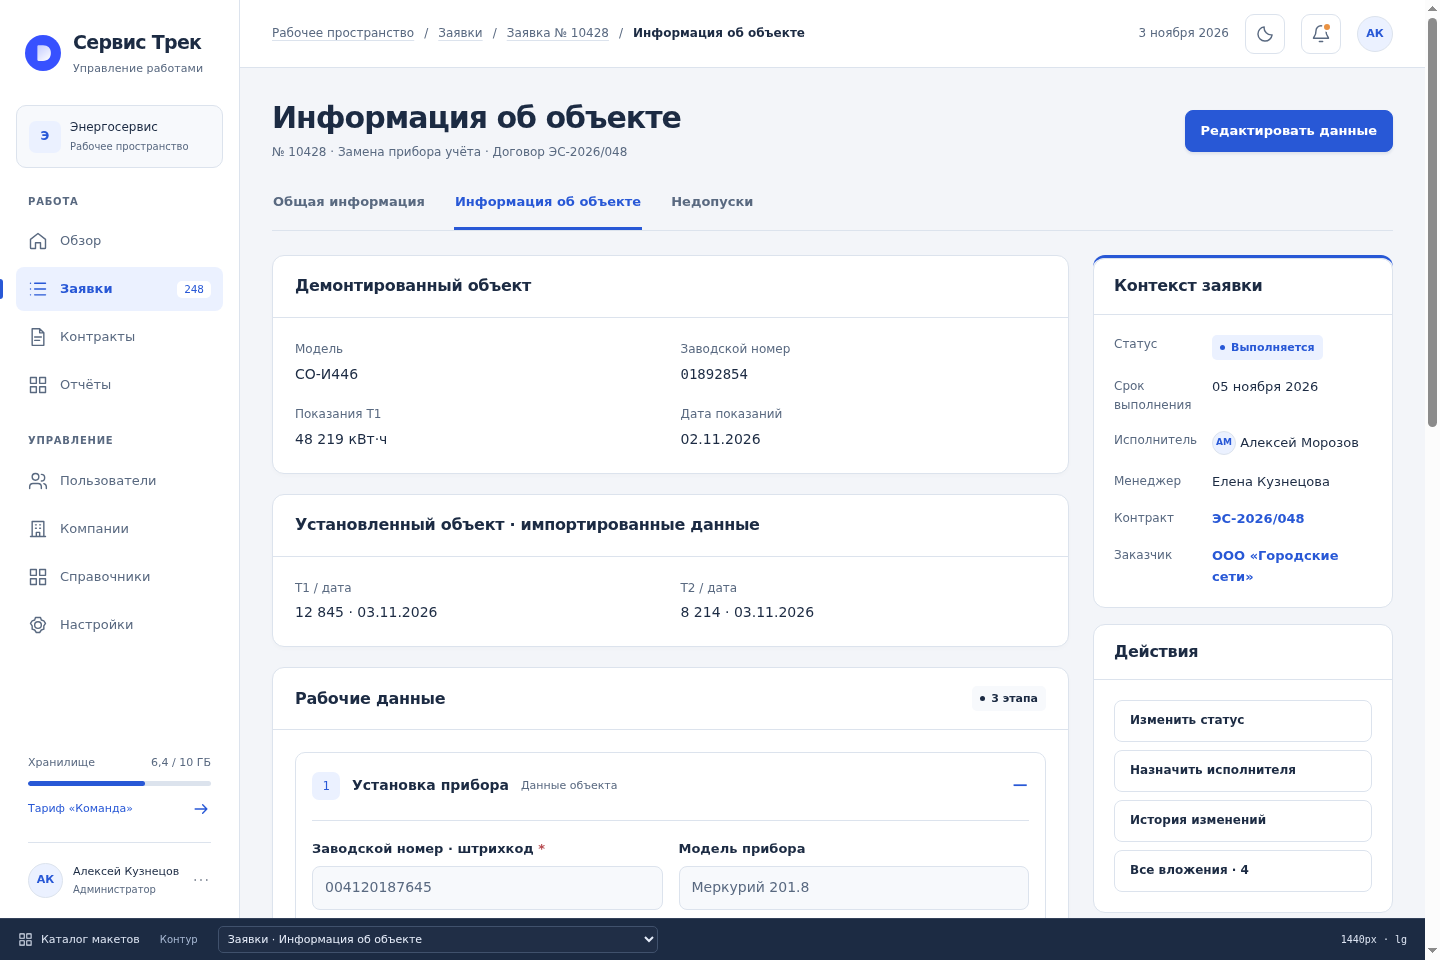 Сервис Трек
Управление работами
Э
Энергосервис
Рабочее пространство
РАБОТА
Обзор
Заявки 248
Контракты
Отчёты
УПРАВЛЕНИЕ
Пользователи
Компании
Справочники
Настройки
Хранилище 6,4 / 10 ГБ
Тариф «Команда»
АК
Алексей Кузнецов
Администратор
Рабочее пространство / Заявки / Заявка № 10428 / Информация об объекте
3 ноября 2026
АК
Информация об объекте
№ 10428 · Замена прибора учёта · Договор ЭС-2026/048
Редактировать данные
Общая информация Информация об объекте Недопуски
Демонтированный объект
Модель Заводской номер
СО-И446 01892854
Показания Т1 Дата показаний
48 219 кВт·ч 02.11.2026
Установленный объект · импортированные данные
Т1 / дата Т2 / дата
12 845 · 03.11.2026 8 214 · 03.11.2026
Рабочие данные 3 этапа
1 Установка прибора Данные объекта
Заводской номер · штрихкод * Модель прибора
004120187645 Меркурий 201.8
Контекст заявки
Статус Выполняется
Срок выполнения 05 ноября 2026
Исполнитель АМ Алексей Морозов
Менеджер Елена Кузнецова
Контракт ЭС-2026/048
Заказчик ООО «Городские
сети»
Действия
Изменить статус
Назначить исполнителя
История изменений
Все вложения · 4
Каталог макетов Контур Заявки · Информация об объекте 1440px · lg